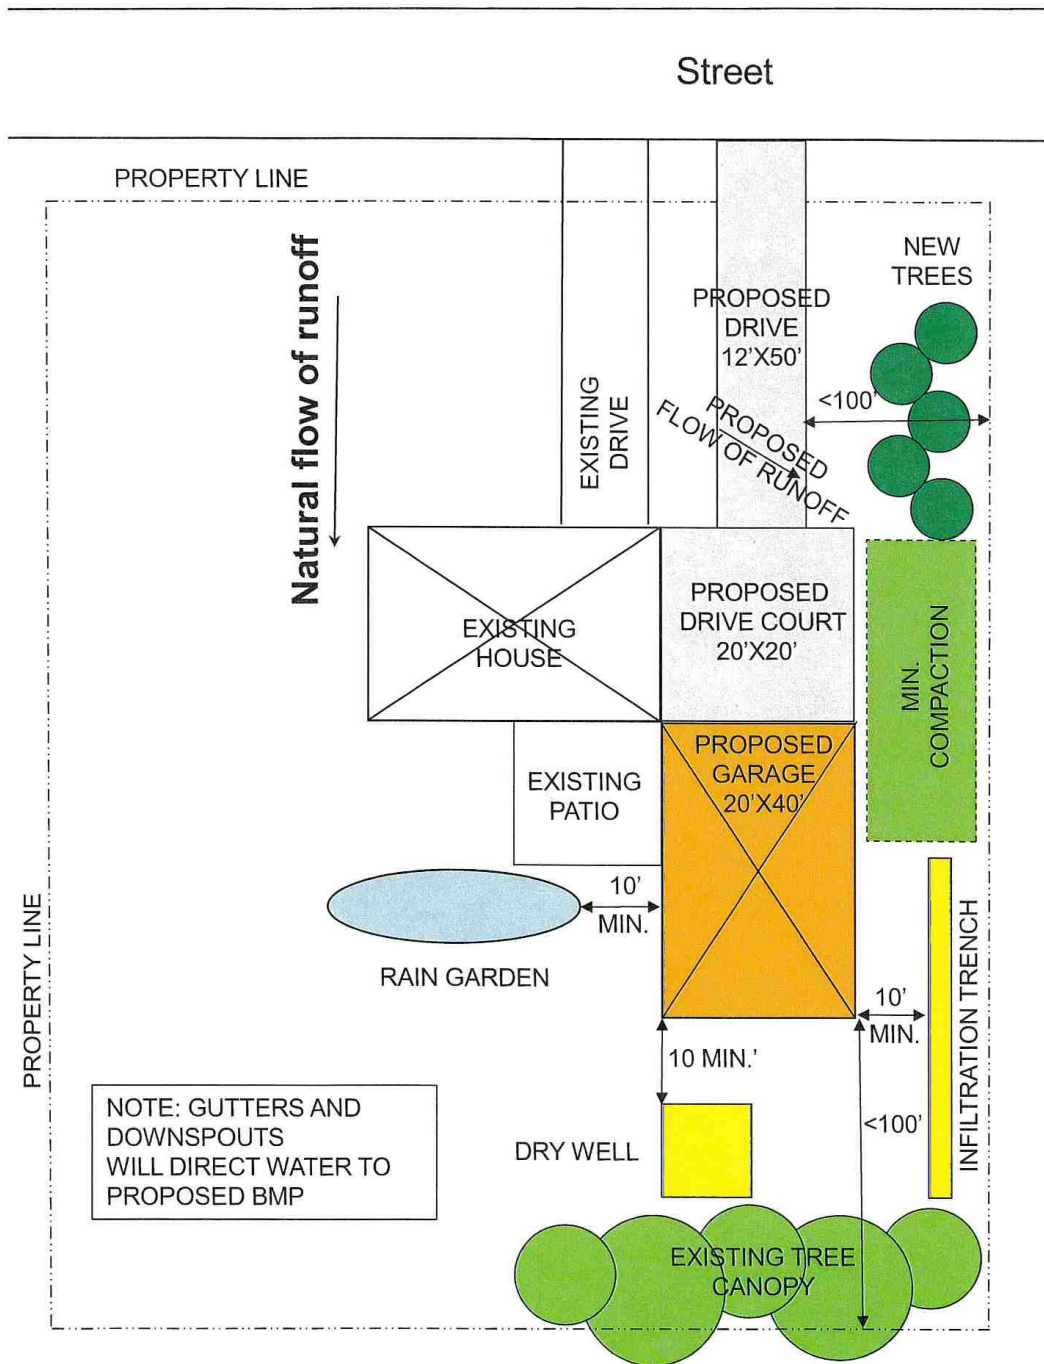 Street
PROPERTY LINE
Natural flow of runoff
NEW
TREES
PROPOSED
DRIVE
12'X50'
<100'
EXISTING
DRIVE
PROPOSED
FLOW OF RUNOFF
EXISTING
HOUSE
PROPOSED
DRIVE COURT
20'X20'
MIN.
COMPACTION
EXISTING
PATIO
PROPOSED
GARAGE
20'X40'
10'
MIN.
RAIN GARDEN
PROPERTY LINE
10'
MIN.
INFILTRATION TRENCH
10 MIN.'
<100'
NOTE: GUTTERS AND
DOWNSPOUTS
WILL DIRECT WATER TO
PROPOSED BMP
DRY WELL
EXISTING TREE
CANOPY